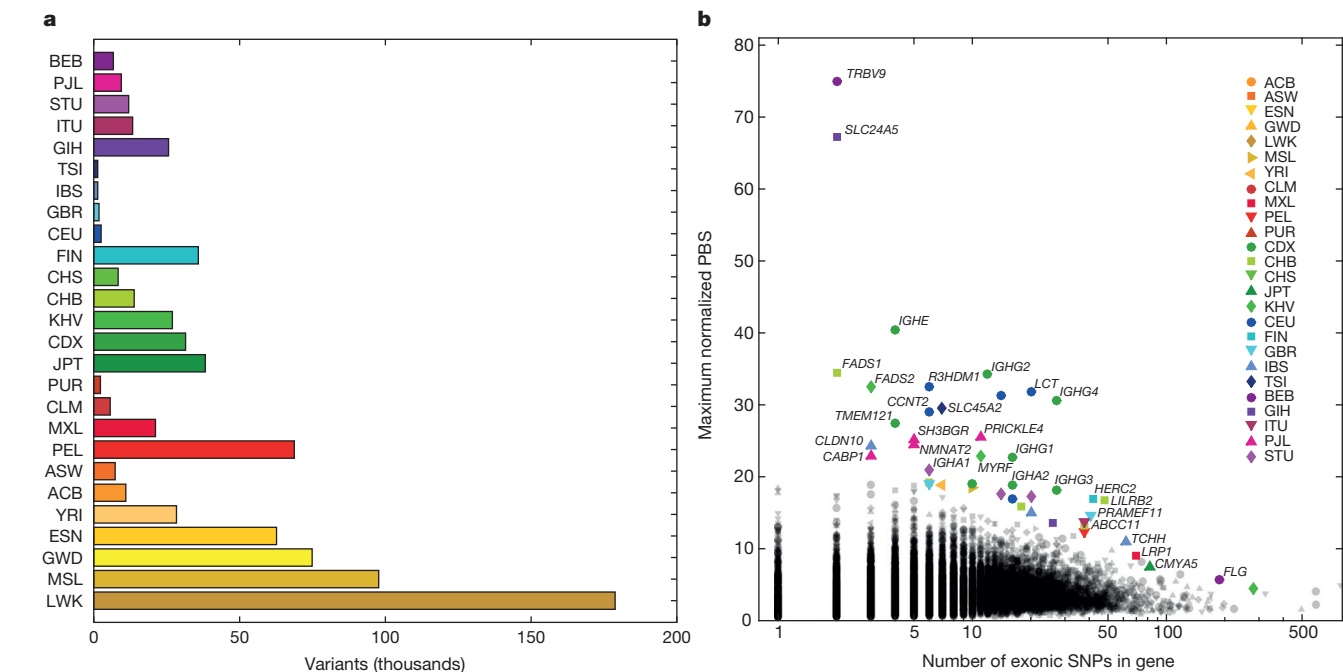 a
BEB
PJL
STU
ITU
GIH
TSI
IBS
GBR
CEU
FIN
CHS
CHB
KHV
CDX
JPT
PUR
CLM
MXL
PEL
ASW
ACB
YRI
ESN
GWD
MSL
LWK
0 50 100 150 200
Variants (thousands)
b
Maximum normalized PBS
80
70
60
50
40
30
20
10
0
TRBV9
SLC24A5
IGHE
FADS1
FADS2
R3HDM1
IGHG2
LCT
IGHG4
CCNT2
SLC45A2
TMEM121
SH3BGR
PRICKLE4
CLDN10
CABP1
NMNAT2
IGHG1
IGHA1
MYRF
IGHA2
IGHG3
HERC2
LILRB2
PRAMEF11
ABCC11
TCHH
LRP1
CMYA5
FLG
1 5 10 50 100 500
Number of exonic SNPs in gene
ACB
ASW
ESN
GWD
LWK
MSL
YRI
CLM
MXL
PEL
PUR
CDX
CHB
CHS
JPT
KHV
CEU
FIN
GBR
IBS
TSI
BEB
GIH
ITU
PJL
STU